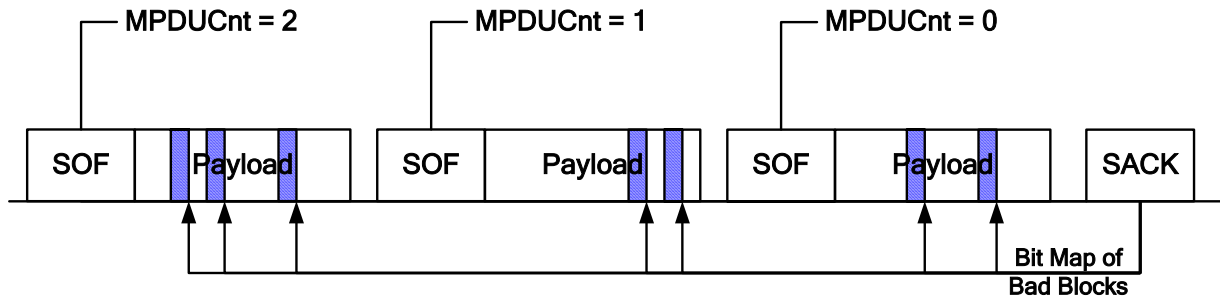 MPDUCnt = 2
MPDUCnt = 1
MPDUCnt = 0
SOF
Payload
SOF
Payload
SOF
Payload
SACK
Bit Map of
Bad Blocks